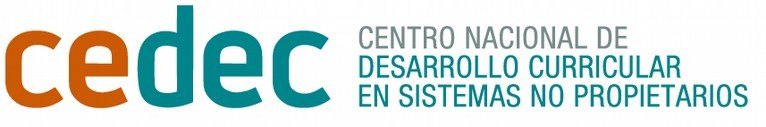 cedec
CENTRO NACIONAL DE
DESARROLLO CURRICULAR
EN SISTEMAS NO PROPIETARIOS